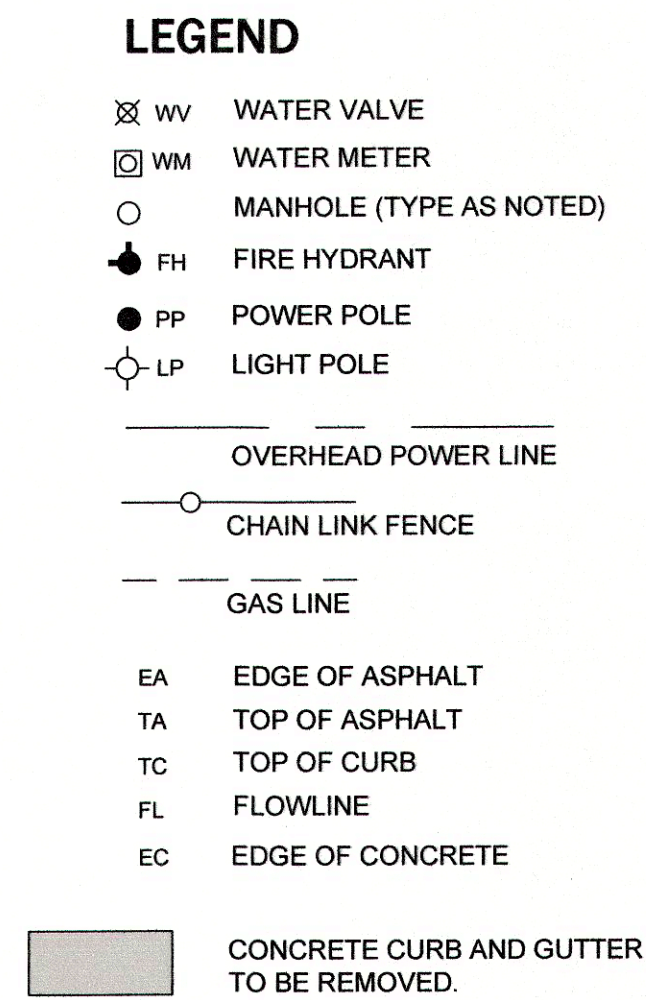 LEGEND
WV WATER VALVE
WM WATER METER
MANHOLE (TYPE AS NOTED)
FH FIRE HYDRANT
PP POWER POLE
LP LIGHT POLE
OVERHEAD POWER LINE
CHAIN LINK FENCE
GAS LINE
EA EDGE OF ASPHALT
TA TOP OF ASPHALT
TC TOP OF CURB
FL FLOWLINE
EC EDGE OF CONCRETE
CONCRETE CURB AND GUTTER
TO BE REMOVED.